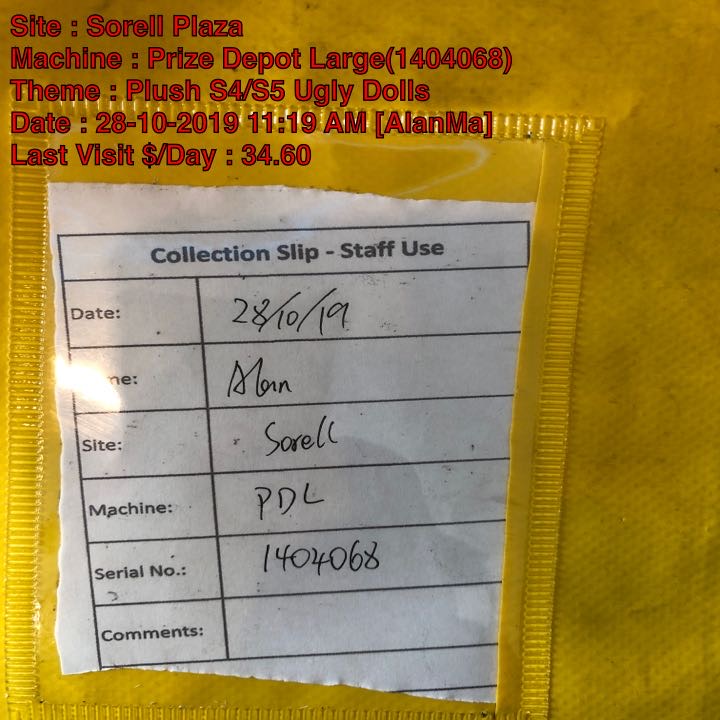 Site : Sorell Plaza
Machine : Prize Depot Large(1404068)
Theme : Plush S4/S5 Ugly Dolls
Date : 28-10-2019 11:19 AM [AlanMa]
Last Visit $/Day : 34.60
Collection Slip - Staff Use
Date: 28/10/19
Alan
Site: Sorell
Machine: PDL
Serial No.: 1404068
Comments: